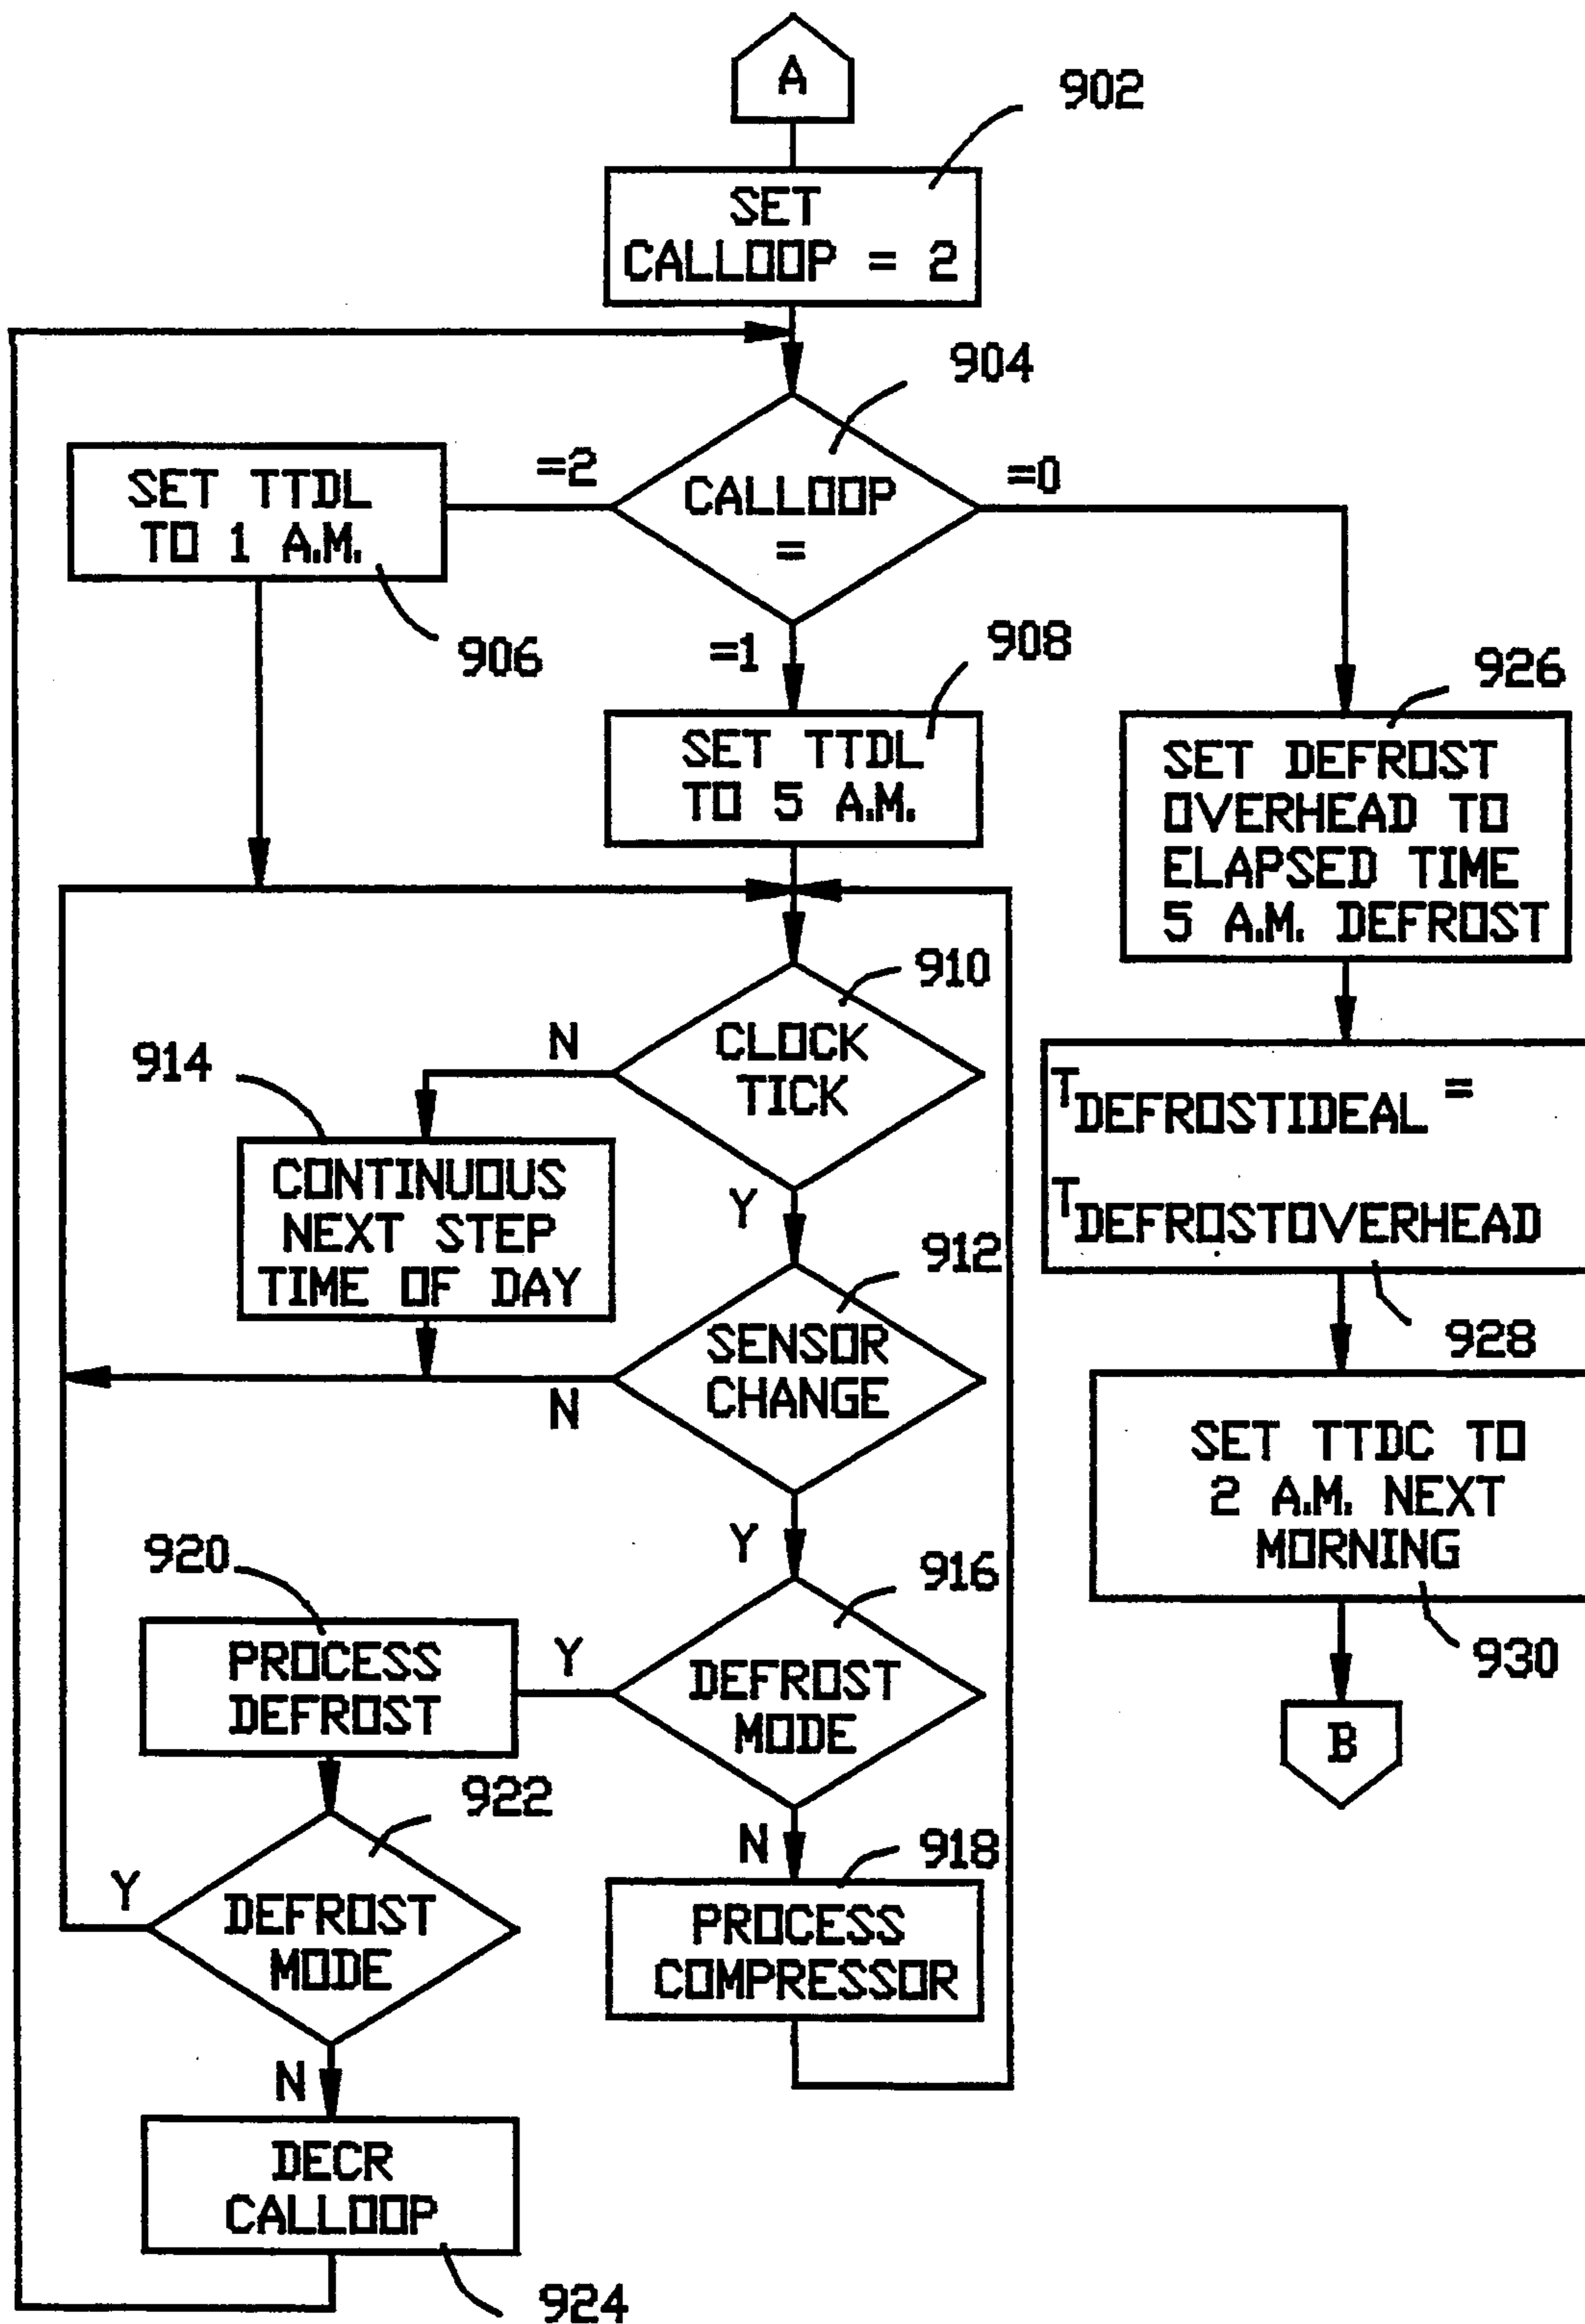 A
902
SET
CALLOOP = 2
904
=2
CALLOOP
=
=0
SET TTDL
TO 1 A.M.
906
=1
908
SET TTDL
TO 5 A.M.
926
SET DEFROST
OVERHEAD TO
ELAPSED TIME
5 A.M. DEFROST
910
CLOCK
TICK
N
914
CONTINUOUS
NEXT STEP
TIME OF DAY
Y
TDEFROSTIDEAL =
TDEFROSTOVERHEAD
928
912
SENSOR
CHANGE
N
Y
SET TTDC TO
2 A.M. NEXT
MORNING
930
B
916
DEFROST
MODE
Y
920
PROCESS
DEFROST
N
918
PROCESS
COMPRESSOR
922
DEFROST
MODE
Y
N
DECR
CALLOOP
924